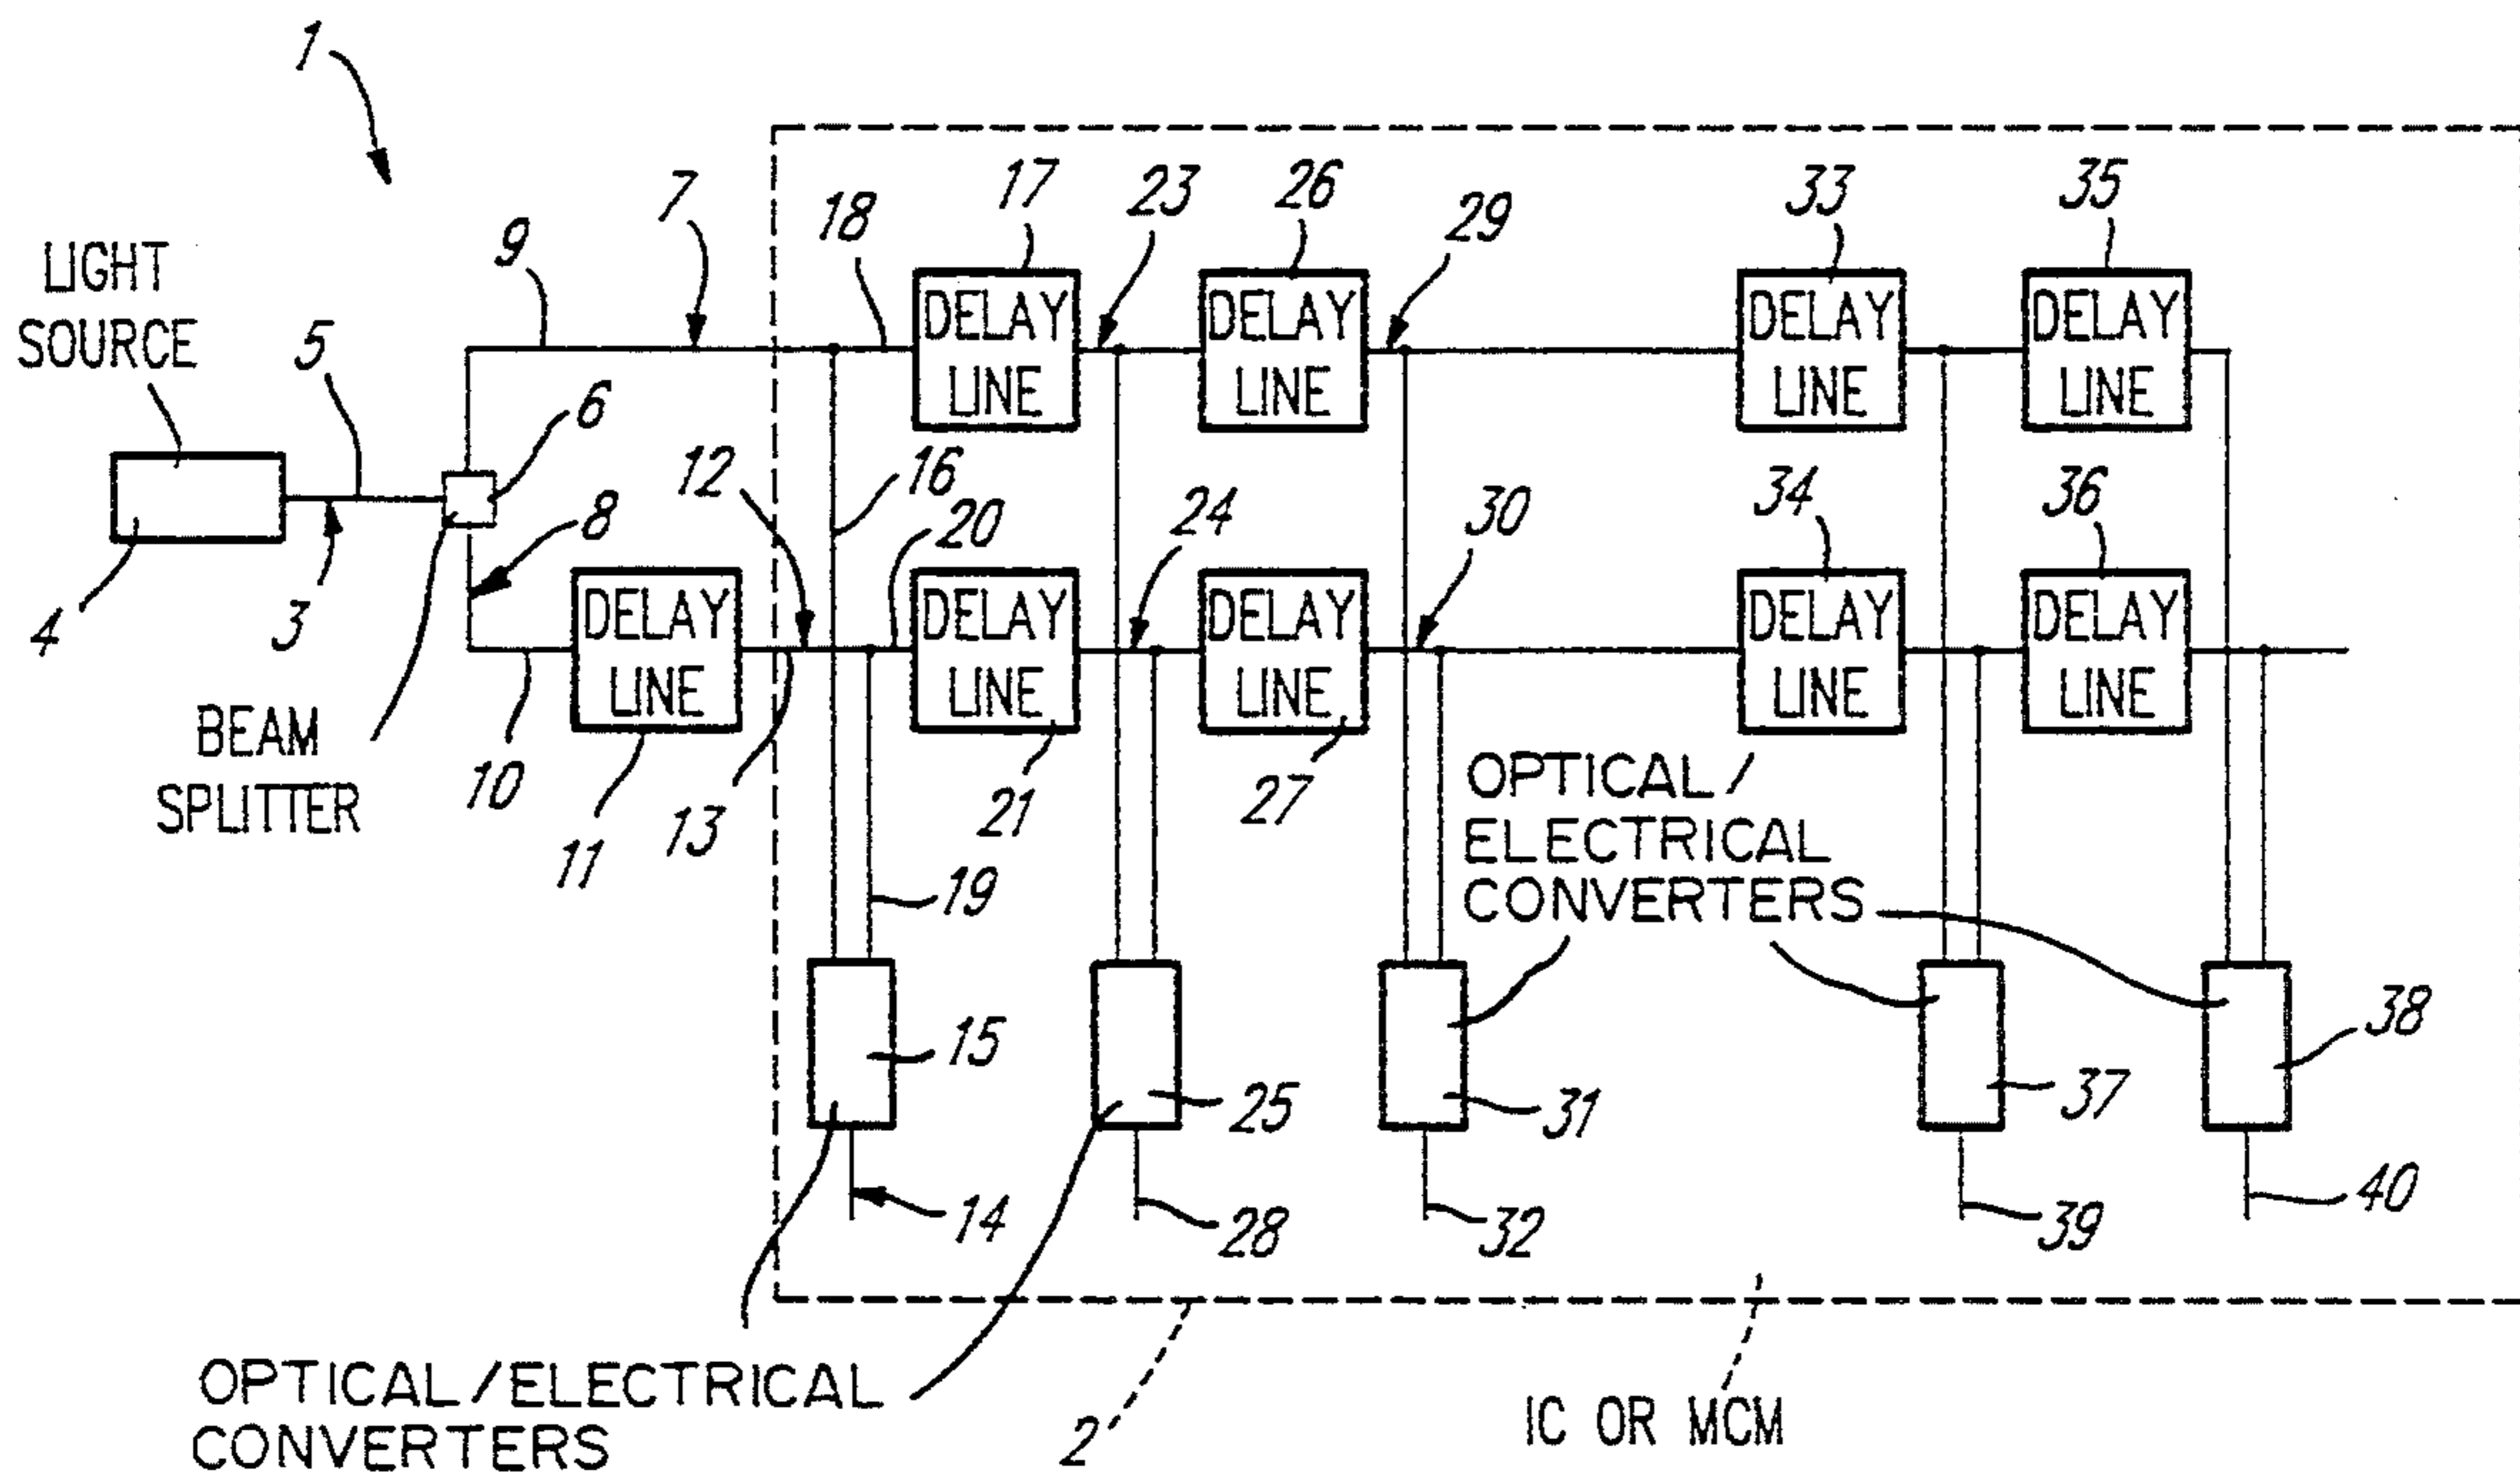 1
LIGHT
SOURCE
5
9
7
18
17
23
26
29
33
35
DELAY
LINE
DELAY
LINE
DELAY
LINE
DELAY
LINE
6
12
16
20
24
30
34
36
8
4
3
DELAY
LINE
DELAY
LINE
DELAY
LINE
DELAY
LINE
DELAY
LINE
BEAM
SPLITTER
10
11
13
21
27
19
OPTICAL/
ELECTRICAL
CONVERTERS
15
25
31
37
38
14
28
32
39
40
OPTICAL/ELECTRICAL
CONVERTERS
2
IC OR MCM